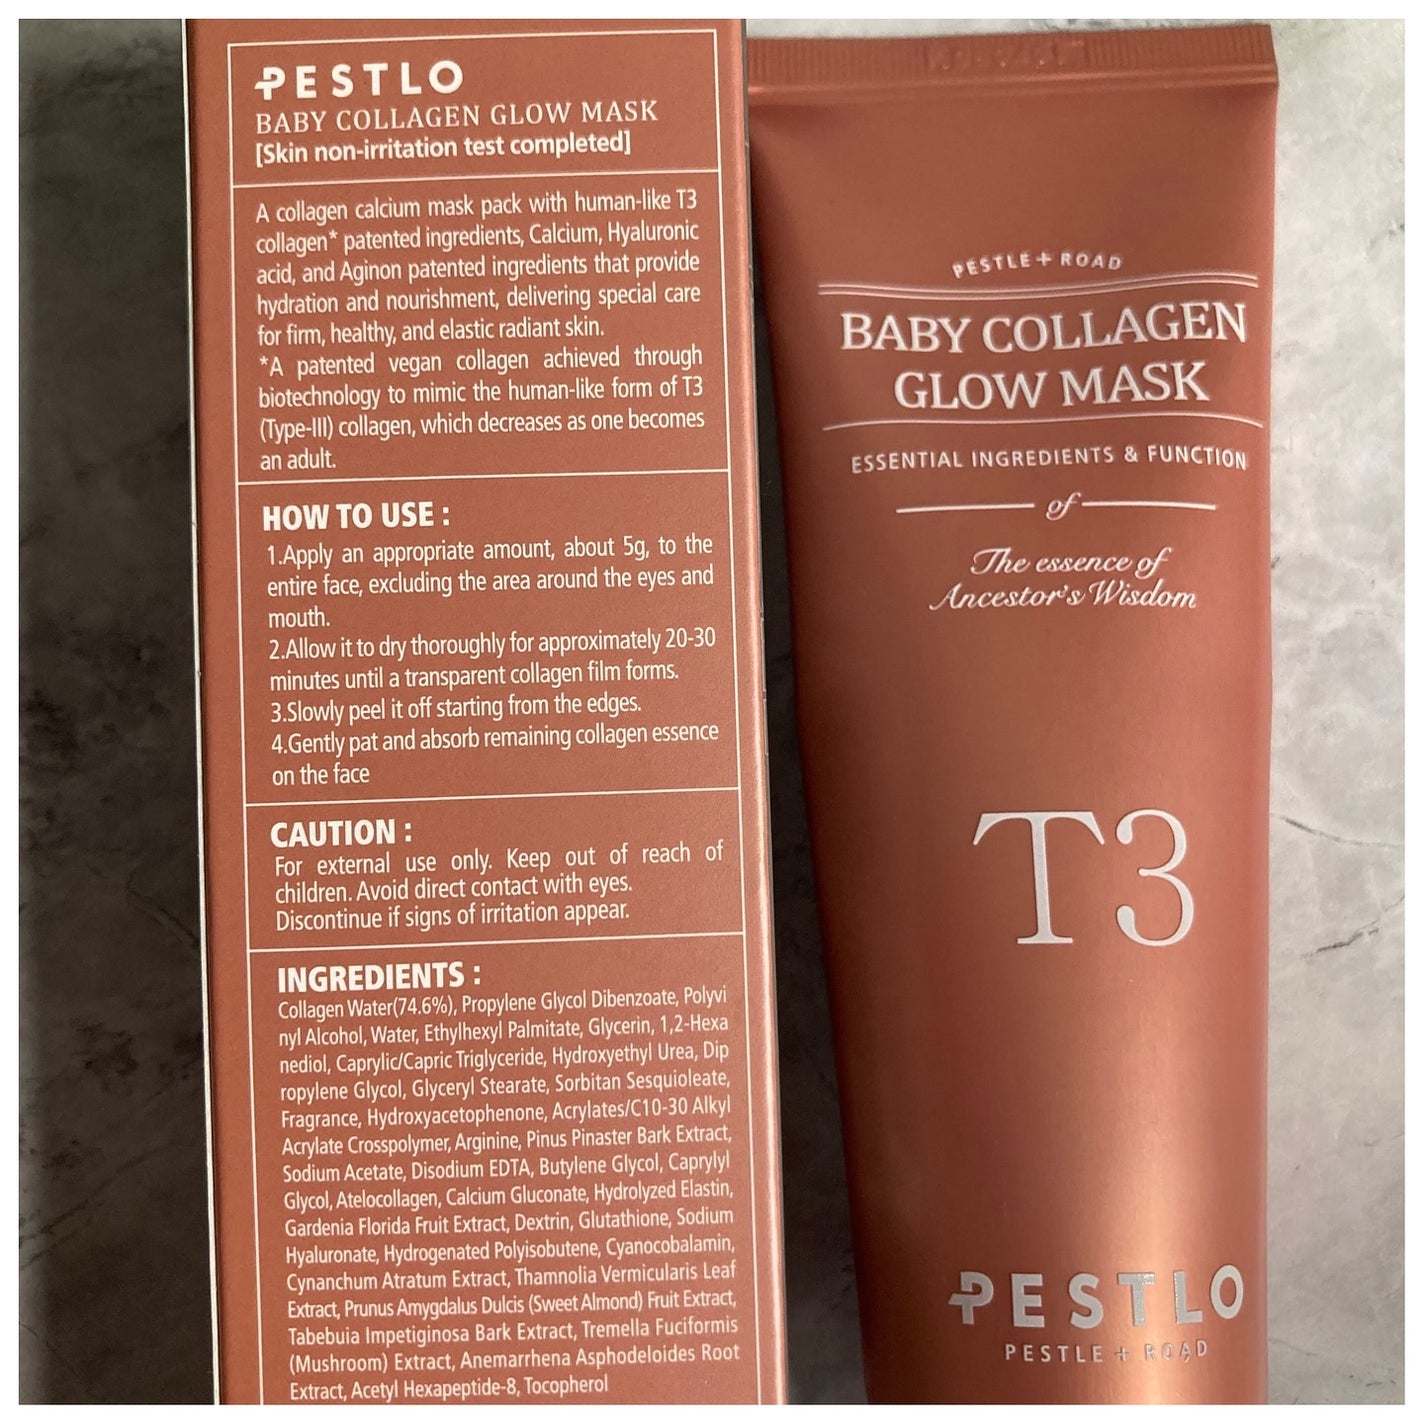 PESTLO
BABY COLLAGEN GLOW MASK
[Skin non-irritation test completed]
A collagen calcium mask pack with human-like T3
collagen* patented ingredients, Calcium, Hyaluronic
acid, and Aginon patented ingredients that provide
hydration and nourishment, delivering special care
for firm, healthy, and elastic radiant skin.
*A patented vegan collagen achieved through
biotechnology to mimic the human-like form of T3
(Type-III) collagen, which decreases as one becomes
an adult.
HOW TO USE :
1.Apply an appropriate amount, about 5g, to the
entire face, excluding the area around the eyes and
mouth.
2.Allow it to dry thoroughly for approximately 20-30
minutes until a transparent collagen film forms.
3.Slowly peel it off starting from the edges.
4.Gently pat and absorb remaining collagen essence
on the face
CAUTION :
For external use only. Keep out of reach of
children. Avoid direct contact with eyes.
Discontinue if signs of irritation appear.
INGREDIENTS :
Collagen Water(74.6%), Propylene Glycol Dibenzoate, Polyvi
nyl Alcohol, Water, Ethylhexyl Palmitate, Glycerin, 1,2-Hexa
nediol, Caprylic/Capric Triglyceride, Hydroxyethyl Urea, Dip
ropylene Glycol, Glyceryl Stearate, Sorbitan Sesquioleate,
Fragrance, Hydroxyacetophenone, Acrylates/C10-30 Alkyl
Acrylate Crosspolymer, Arginine, Pinus Pinaster Bark Extract,
Sodium Acetate, Disodium EDTA, Butylene Glycol, Caprylyl
Glycol, Atelocollagen, Calcium Gluconate, Hydrolyzed Elastin,
Gardenia Florida Fruit Extract, Dextrin, Glutathione, Sodium
Hyaluronate, Hydrogenated Polyisobutene, Cyanocobalamin,
Cynanchum Atratum Extract, Thamnolia Vermicularis Leaf
Extract, Prunus Amygdalus Dulcis (Sweet Almond) Fruit Extract,
Tabebuia Impetiginosa Bark Extract, Tremella Fuciformis
(Mushroom) Extract, Anemarrhena Asphodeloides Root
Extract, Acetyl Hexapeptide-8, Tocopherol
PESTLE + ROAD
BABY COLLAGEN
GLOW MASK
ESSENTIAL INGREDIENTS & FUNCTION
of
The essence of
Ancestor's Wisdom
T3
PESTLO
PESTLE + ROAD